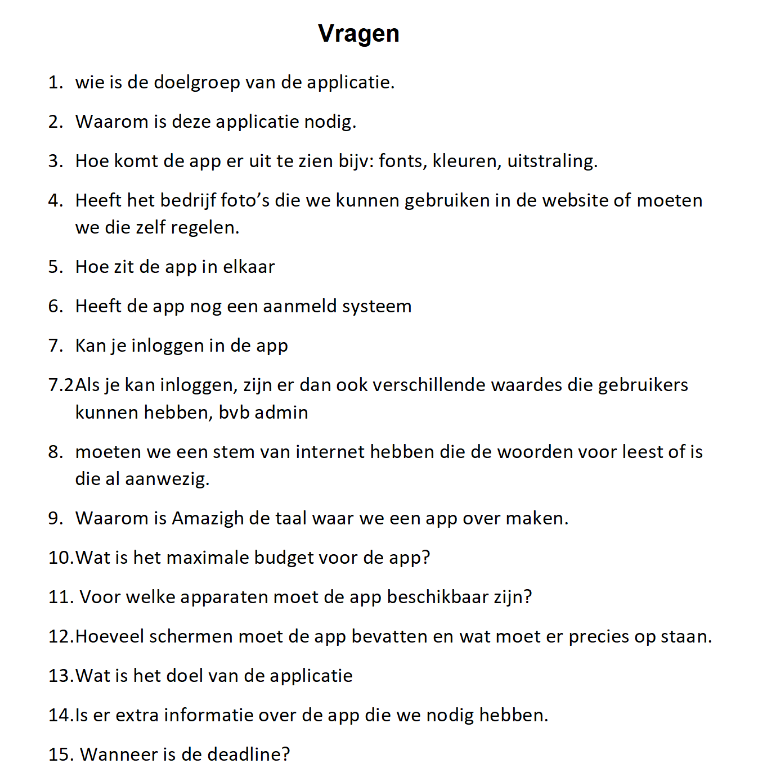 Vragen
1. wie is de doelgroep van de applicatie.
2. Waarom is deze applicatie nodig.
3. Hoe komt de app er uit te zien bijv: fonts, kleuren, uitstraling.
4. Heeft het bedrijf foto’s die we kunnen gebruiken in de website of moeten
we die zelf regelen.
5. Hoe zit de app in elkaar
6. Heeft de app nog een aanmeld systeem
7. Kan je inloggen in de app
7.2 Als je kan inloggen, zijn er dan ook verschillende waardes die gebruikers
kunnen hebben, bvb admin
8. moeten we een stem van internet hebben die de woorden voor leest of is
die al aanwezig.
9. Waarom is Amazigh de taal waar we een app over maken.
10. Wat is het maximale budget voor de app?
11. Voor welke apparaten moet de app beschikbaar zijn?
12. Hoeveel schermen moet de app bevatten en wat moet er precies op staan.
13. Wat is het doel van de applicatie
14. Is er extra informatie over de app die we nodig hebben.
15. Wanneer is de deadline?